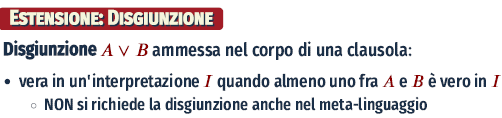 Estensione: Disgiunzione
Disgiunzione A ∨ B ammessa nel corpo di una clausola:
• vera in un'interpretazione I quando almeno uno fra A e B è vero in I
○ NON si richiede la disgiunzione anche nel meta-linguaggio